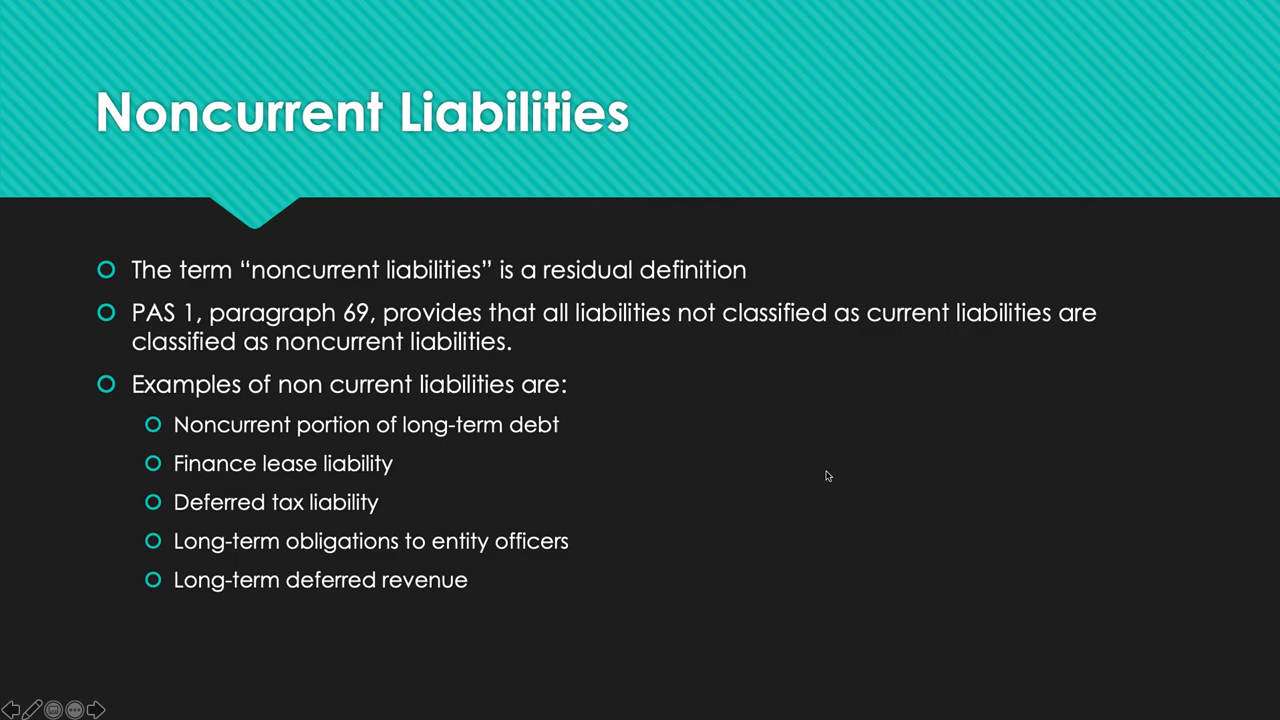 Noncurrent Liabilities
The term “noncurrent liabilities” is a residual definition
PAS 1, paragraph 69, provides that all liabilities not classified as current liabilities are
classified as noncurrent liabilities.
Examples of non current liabilities are:
Noncurrent portion of long-term debt
Finance lease liability
Deferred tax liability
Long-term obligations to entity officers
Long-term deferred revenue